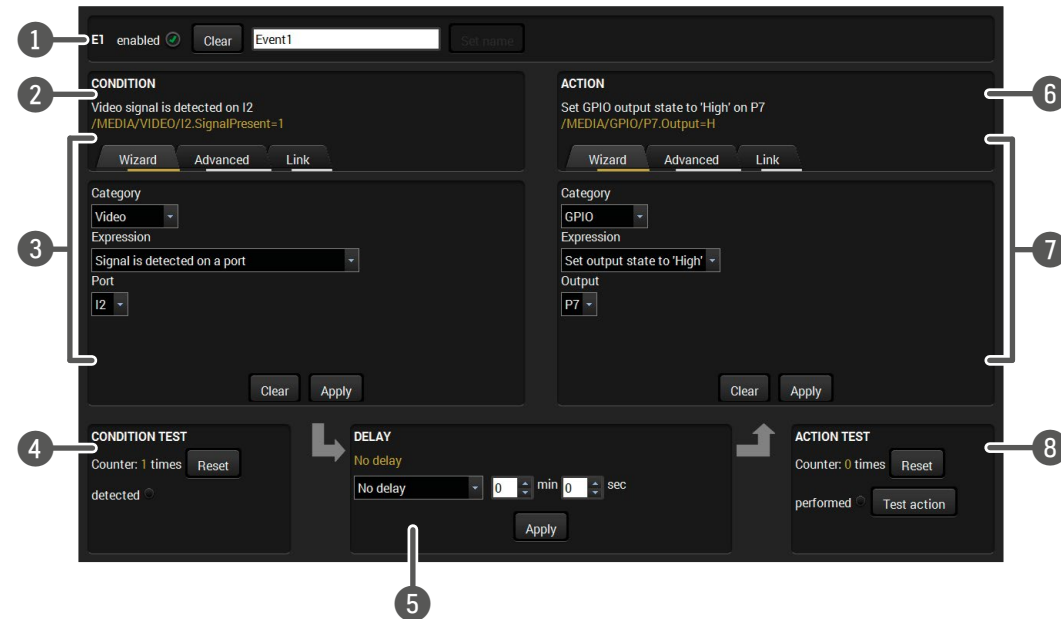 1
E1 enabled Clear Event1 Set name
2
CONDITION
Video signal is detected on I2
/MEDIA/VIDEO/I2.SignalPresent=1
Wizard Advanced Link
3
Category
Video
Expression
Signal is detected on a port
Port
I2
Clear Apply
6
ACTION
Set GPIO output state to 'High' on P7
/MEDIA/GPIO/P7.Output=H
Wizard Advanced Link
7
Category
GPIO
Expression
Set output state to 'High'
Output
P7
Clear Apply
4
CONDITION TEST
Counter: 1 times Reset
detected
DELAY
No delay
No delay 0 min 0 sec
Apply
5
8
ACTION TEST
Counter: 0 times Reset
performed Test action